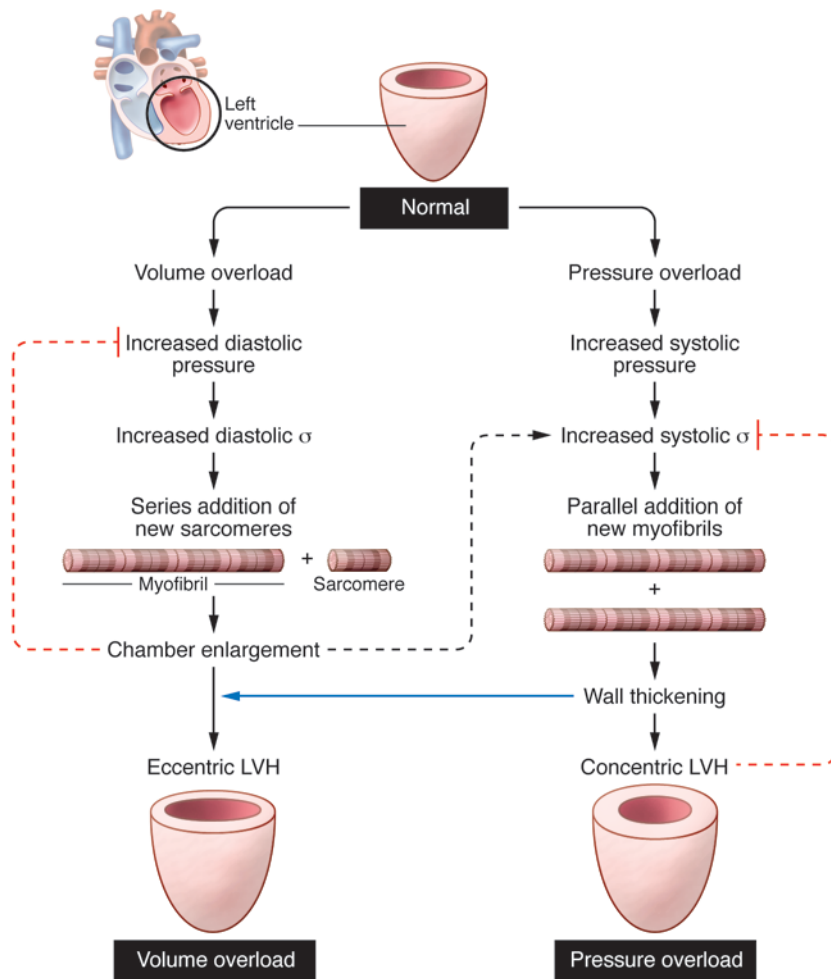 Left
ventricle
Normal
Volume overload
Pressure overload
Increased diastolic
pressure
Increased systolic
pressure
Increased diastolic σ
Increased systolic σ
Series addition of
new sarcomeres
Parallel addition of
new myofibrils
+
Myofibril
Sarcomere
+
Chamber enlargement
Wall thickening
Eccentric LVH
Concentric LVH
Volume overload
Pressure overload